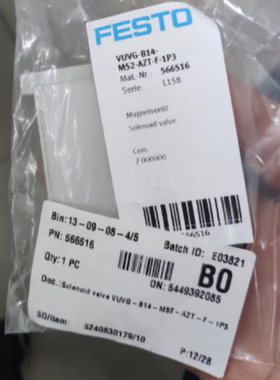 FESTO
VUVG-B14-
M52-AZT-F-1P3
Mat.-Nr.: 566516
Serie: L158
Magnetventil
Solenoid valve
Con.
/ 000000
566516
Bin:13-09-08-4/5
Batch ID: E03821
PN: 566516
B0
Qty: 1 PC
DN: 5449392085
Doc.:Solenoid valve VUVG-B14-M52-AZT-F-1P3
SO/item: 5240630179/10
P:12/28